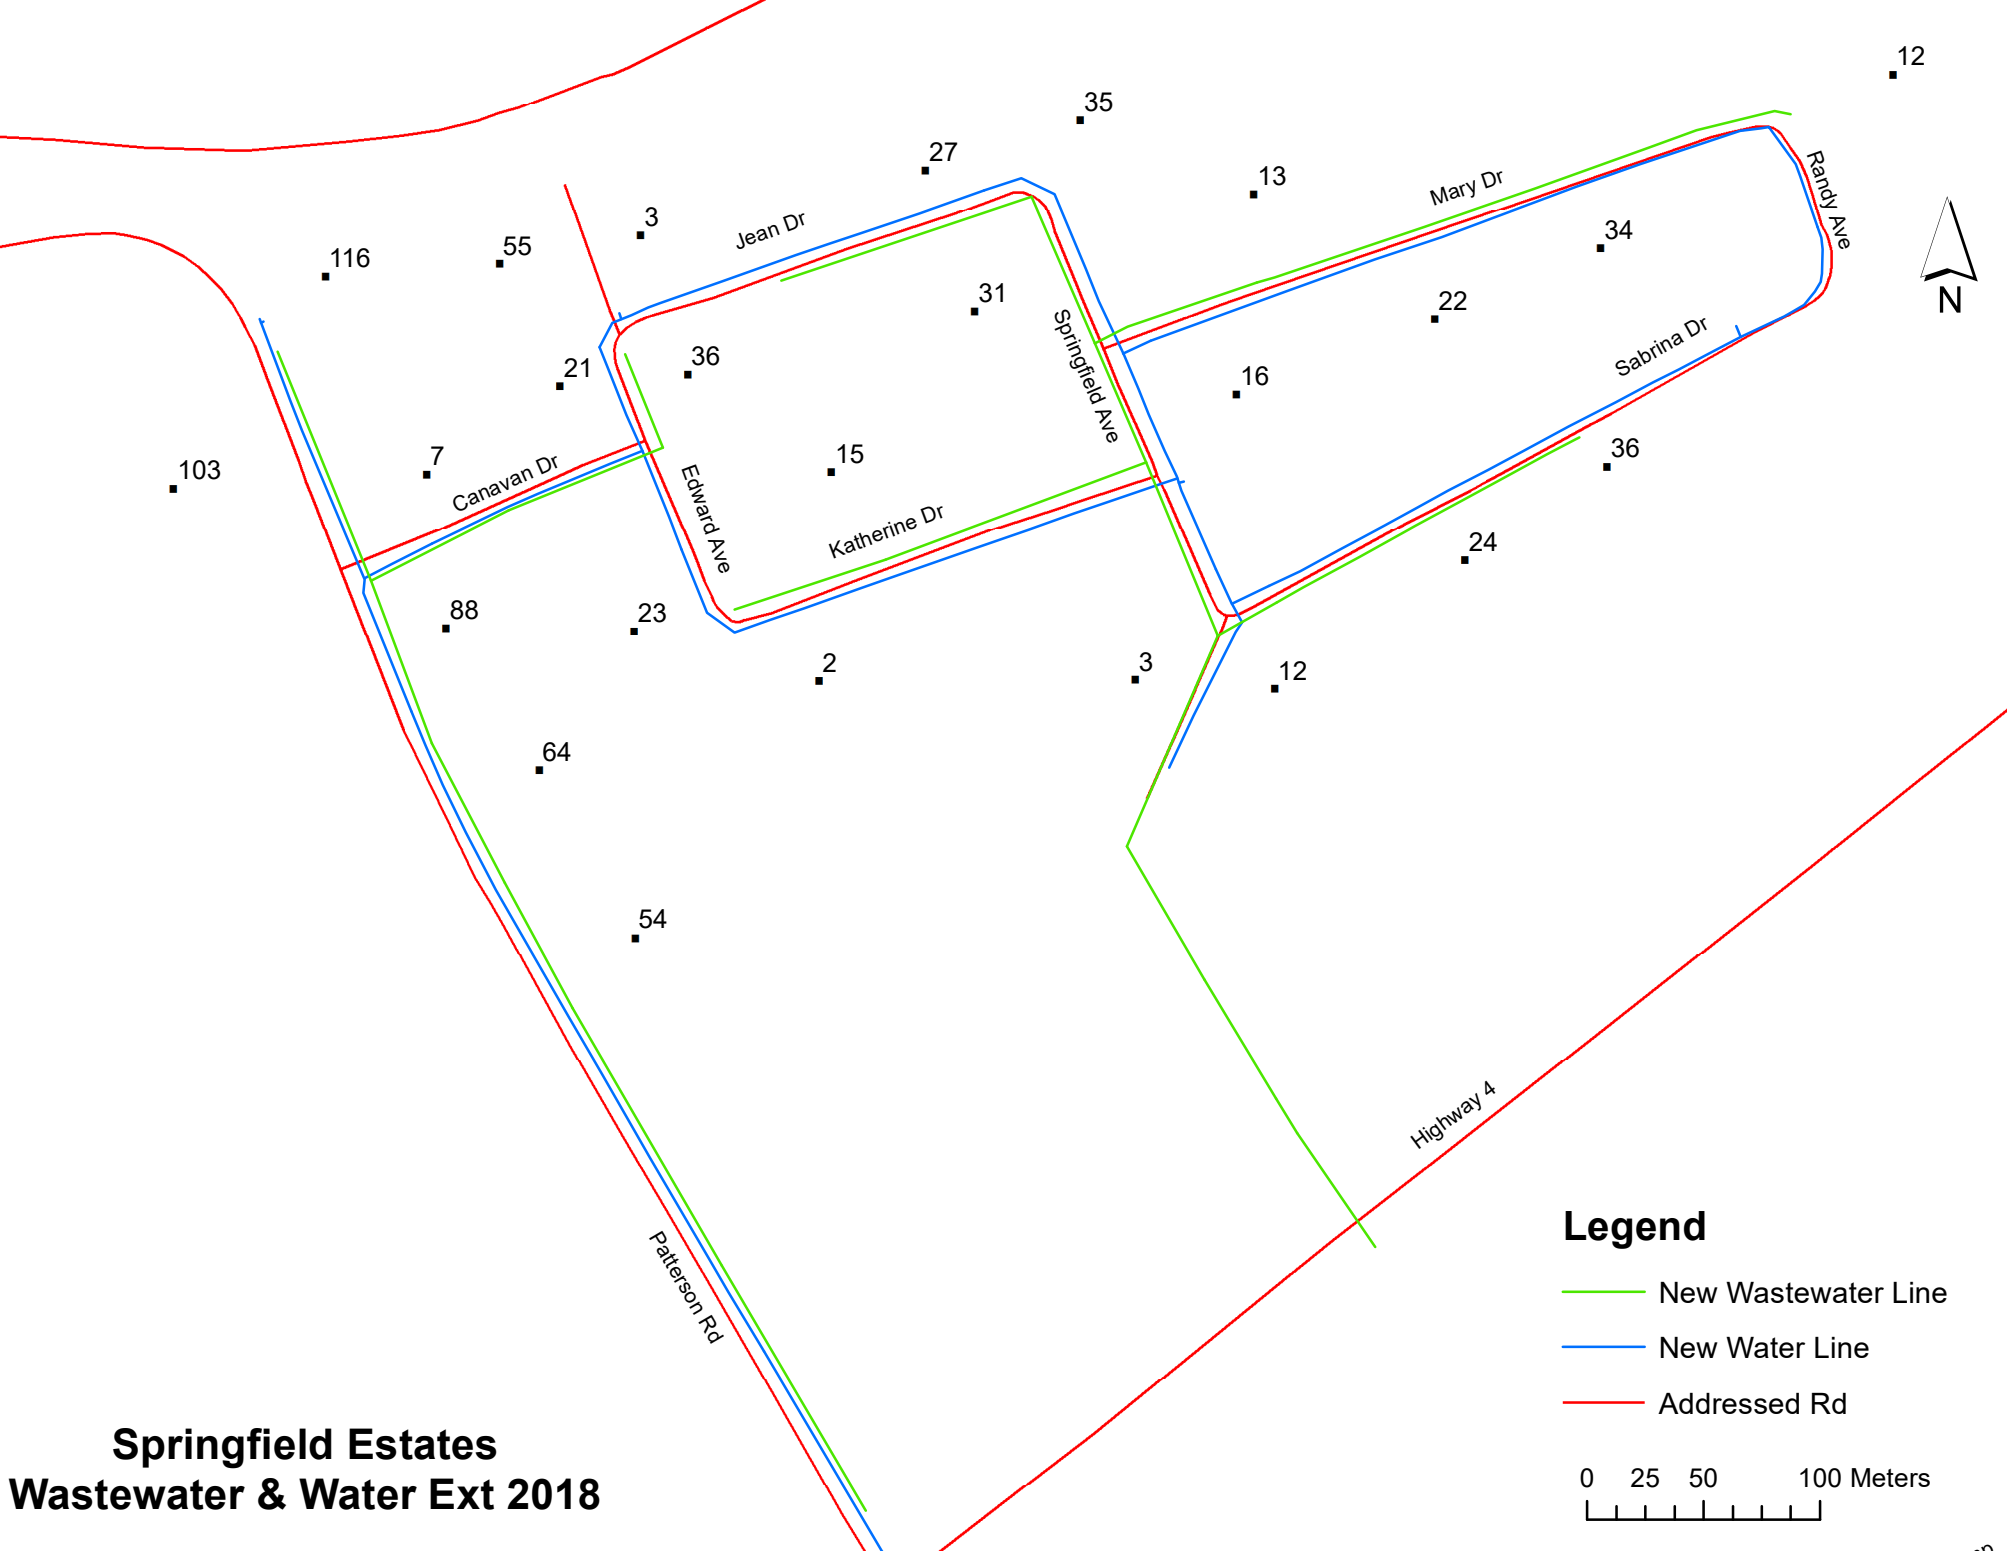 12
35
27
13
Mary Dr
Randy Ave
3
Jean Dr
55
116
34
N
31
22
Springfield Ave
Sabrina Dr
36
21
16
15
7
Canavan Dr
103
36
Edward Ave
Katherine Dr
24
88
23
2
3
12
64
54
Highway 4
Patterson Rd
Legend
New Wastewater Line
New Water Line
Addressed Rd
0 25 50 100 Meters
Springfield Estates
Wastewater & Water Ext 2018